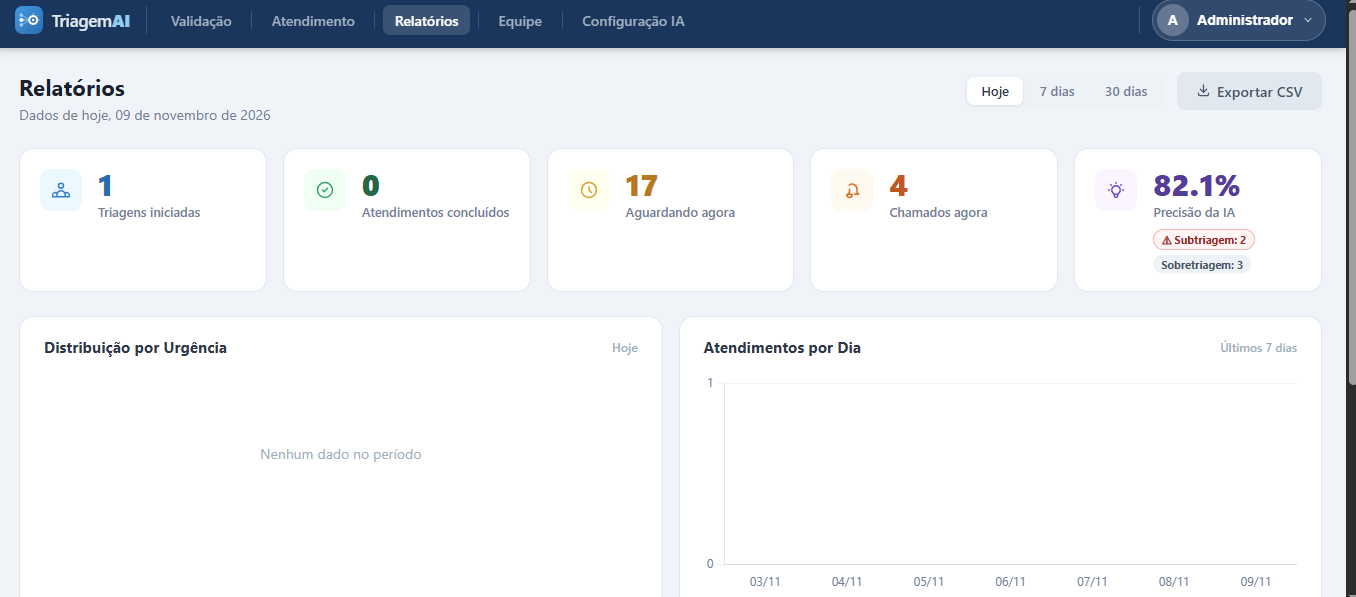 TriagemAI
Validação
Atendimento
Relatórios
Equipe
Configuração IA
A
Administrador
Relatórios
Dados de hoje, 09 de novembro de 2026
Hoje
7 dias
30 dias
Exportar CSV
1
Triagens iniciadas
0
Atendimentos concluídos
17
Aguardando agora
4
Chamados agora
82.1%
Precisão da IA
Subtriagem: 2
Sobretriagem: 3
Distribuição por Urgência
Hoje
Nenhum dado no período
Atendimentos por Dia
Últimos 7 dias
1
0
03/11
04/11
05/11
06/11
07/11
08/11
09/11